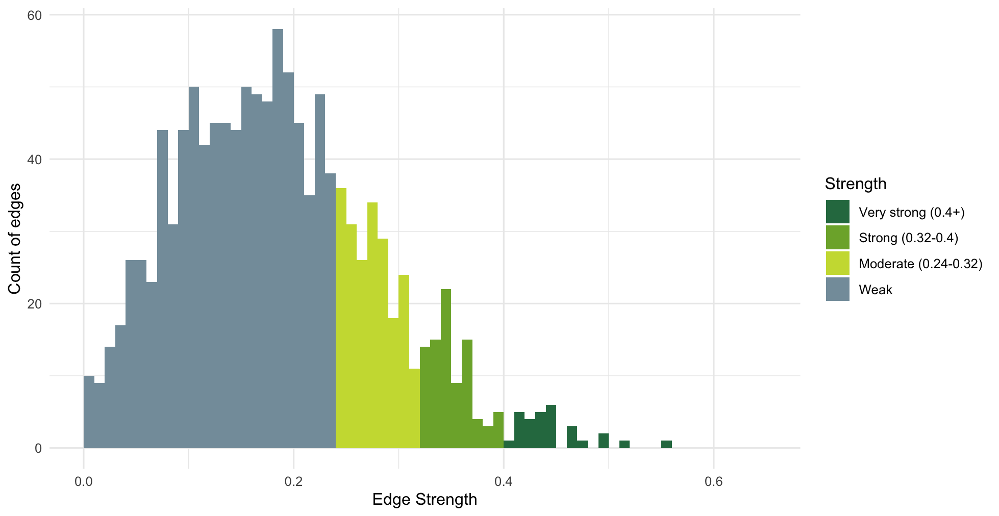 60
40
20
0
Count of edges
0.0
0.2
0.4
0.6
Edge Strength
Strength
Very strong (0.4+)
Strong (0.32-0.4)
Moderate (0.24-0.32)
Weak